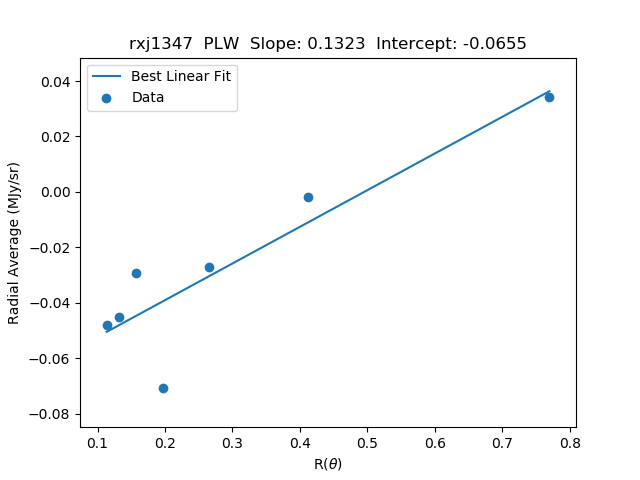 rxj1347  PLW  Slope: 0.1323  Intercept: -0.0655
Best Linear Fit
Data
0.04
0.02
0.00
−0.02
−0.04
−0.06
−0.08
Radial Average (MJy/sr)
0.1 0.2 0.3 0.4 0.5 0.6 0.7 0.8
R(θ)